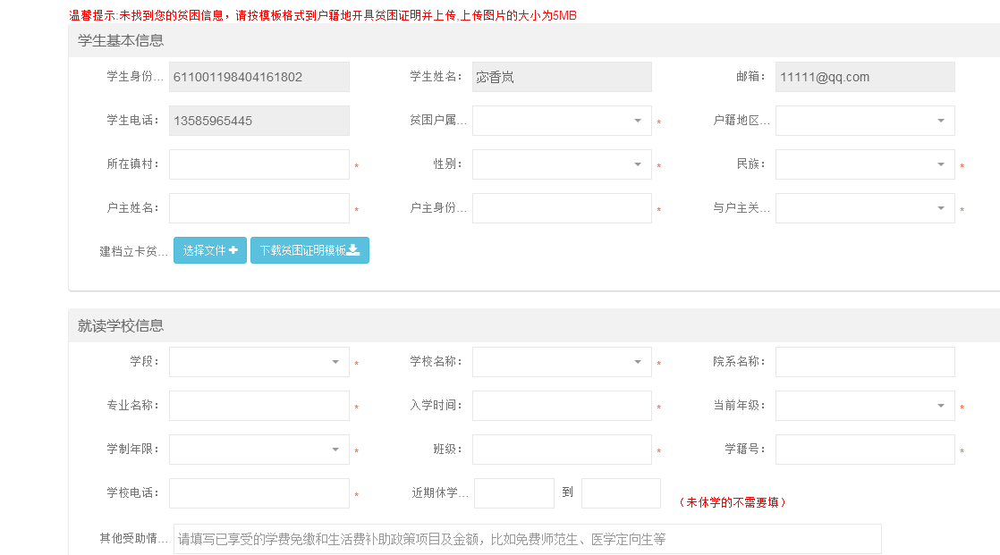 温馨提示:未找到您的贫困信息，请按模板格式到户籍地开具贫困证明并上传,上传图片的大小为5MB
学生基本信息
学生身份... 611001198404161802 学生姓名： 宓香岚 邮箱： 11111@qq.com
学生电话： 13585965445 贫困户属... * 户籍地区...
所在镇村： * 性别： * 民族： *
户主姓名： * 户主身份... * 与户主关... *
建档立卡贫... 选择文件 下载贫困证明模板
就读学校信息
学段： * 学校名称： * 院系名称：
专业名称： * 入学时间： * 当前年级： *
学制年限： * 班级： * 学籍号： *
学校电话： * 近期休学... 到 （未休学的不需要填）
其他受助情... 请填写已享受的学费免缴和生活费补助政策项目及金额，比如免费师范生、医学定向生等